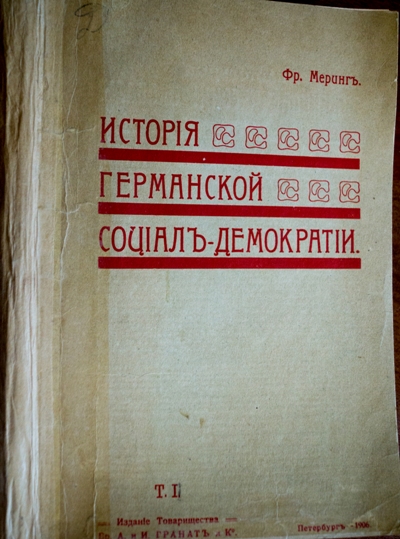 Фр. Мерингъ.
ИСТОРІЯ
ГЕРМАНСКОЙ
СОЦІАЛЪ-ДЕМОКРАТІИ.
Т. I
Изданіе Товарищества
Бр. А. и И. ГРАНАТЪ и Ко.
Петербургъ - 1906